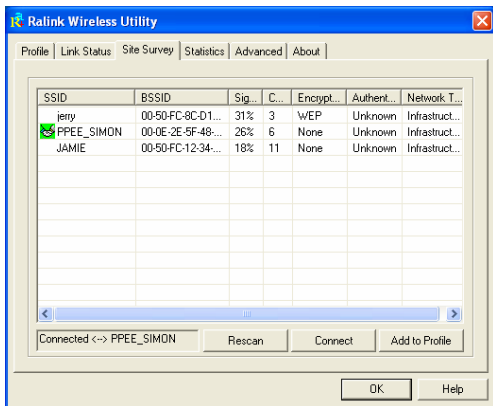 Ralink Wireless Utility
Profile Link Status Site Survey Statistics Advanced About
SSID BSSID Sig... C... Encrypt... Authent... Network T...
jerry 00-50-FC-8C-D1... 31% 3 WEP Unknown Infrastruct...
PPEE_SIMON 00-0E-2E-5F-48-... 26% 6 None Unknown Infrastruct...
JAMIE 00-50-FC-12-34-... 18% 11 None Unknown Infrastruct...
Connected <--> PPEE_SIMON Rescan Connect Add to Profile
OK Help